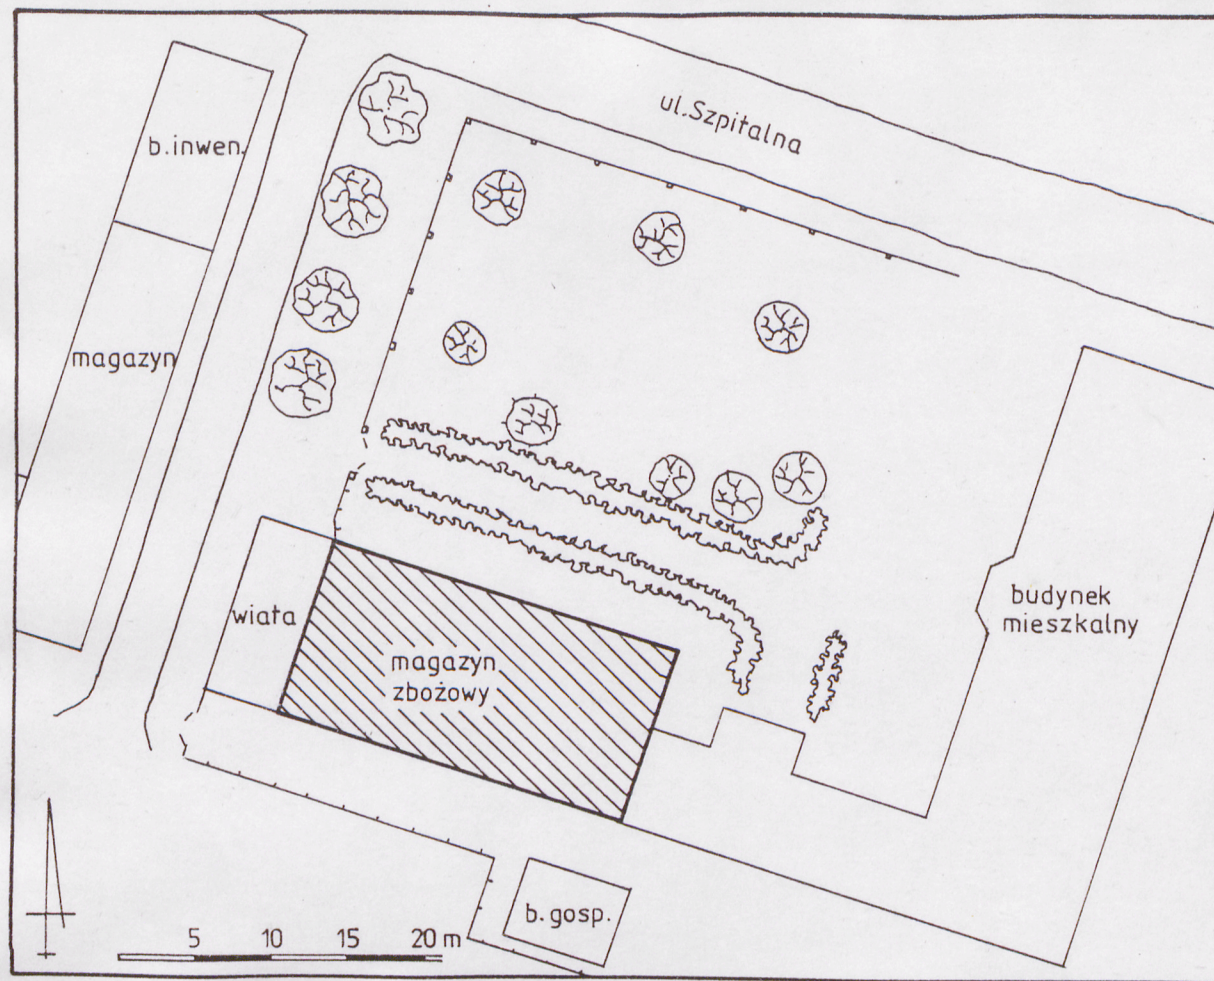 ul.Szpitalna
b.inwen.
magazyn
budynek
mieszkalny
wiata
magazyn
zbożowy
b.gosp.
5 10 15 20 m